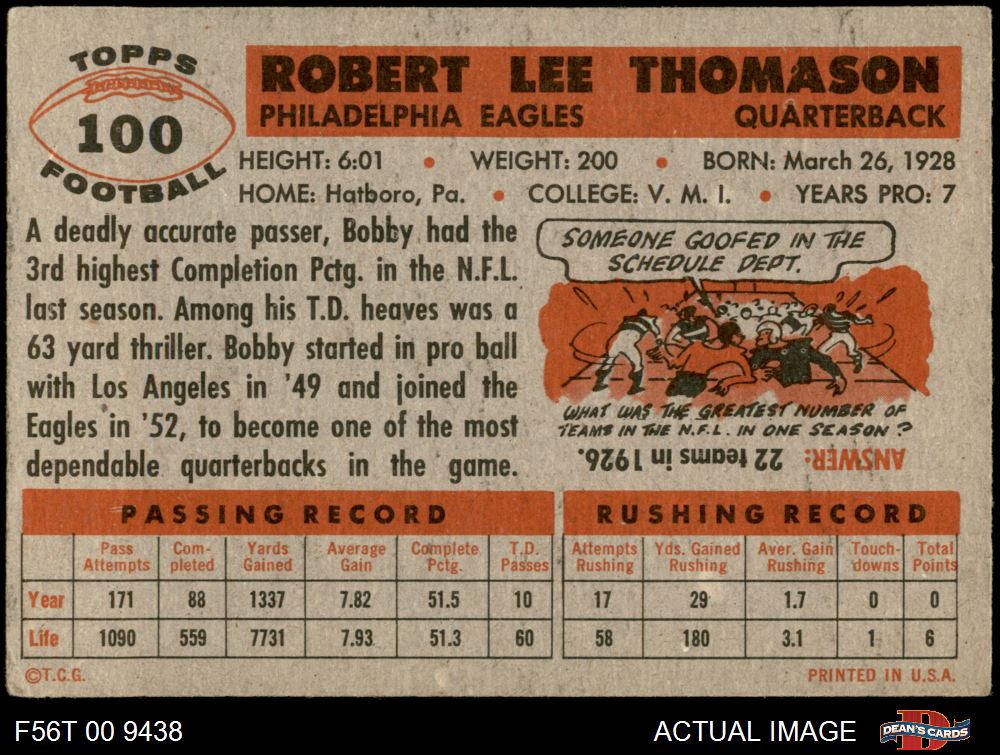 TOPPS
100
FOOTBALL
ROBERT LEE THOMASON
PHILADELPHIA EAGLES QUARTERBACK
HEIGHT: 6:01 • WEIGHT: 200 • BORN: March 26, 1928
HOME: Hatboro, Pa. • COLLEGE: V. M. I. • YEARS PRO: 7
A deadly accurate passer, Bobby had the
3rd highest Completion Pctg. in the N.F.L.
last season. Among his T.D. heaves was a
63 yard thriller. Bobby started in pro ball
with Los Angeles in '49 and joined the
Eagles in '52, to become one of the most
dependable quarterbacks in the game.
SOMEONE GOOFED IN THE
SCHEDULE DEPT.
WHAT WAS THE GREATEST NUMBER OF
TEAMS IN THE N.F.L. IN ONE SEASON?
ANSWER: 22 teams in 1926.
PASSING RECORD
Pass Attempts Com-pleted Yards Gained Average Gain Complete Pctg. T.D. Passes
Year 171 88 1337 7.82 51.5 10
Life 1090 559 7731 7.93 51.3 60
RUSHING RECORD
Attempts Rushing Yds. Gained Rushing Aver. Gain Rushing Touch-downs Total Points
17 29 1.7 0 0
58 180 3.1 1 6
©T.C.G. PRINTED IN U.S.A.
F56T 00 9438 ACTUAL IMAGE DEAN'S CARDS